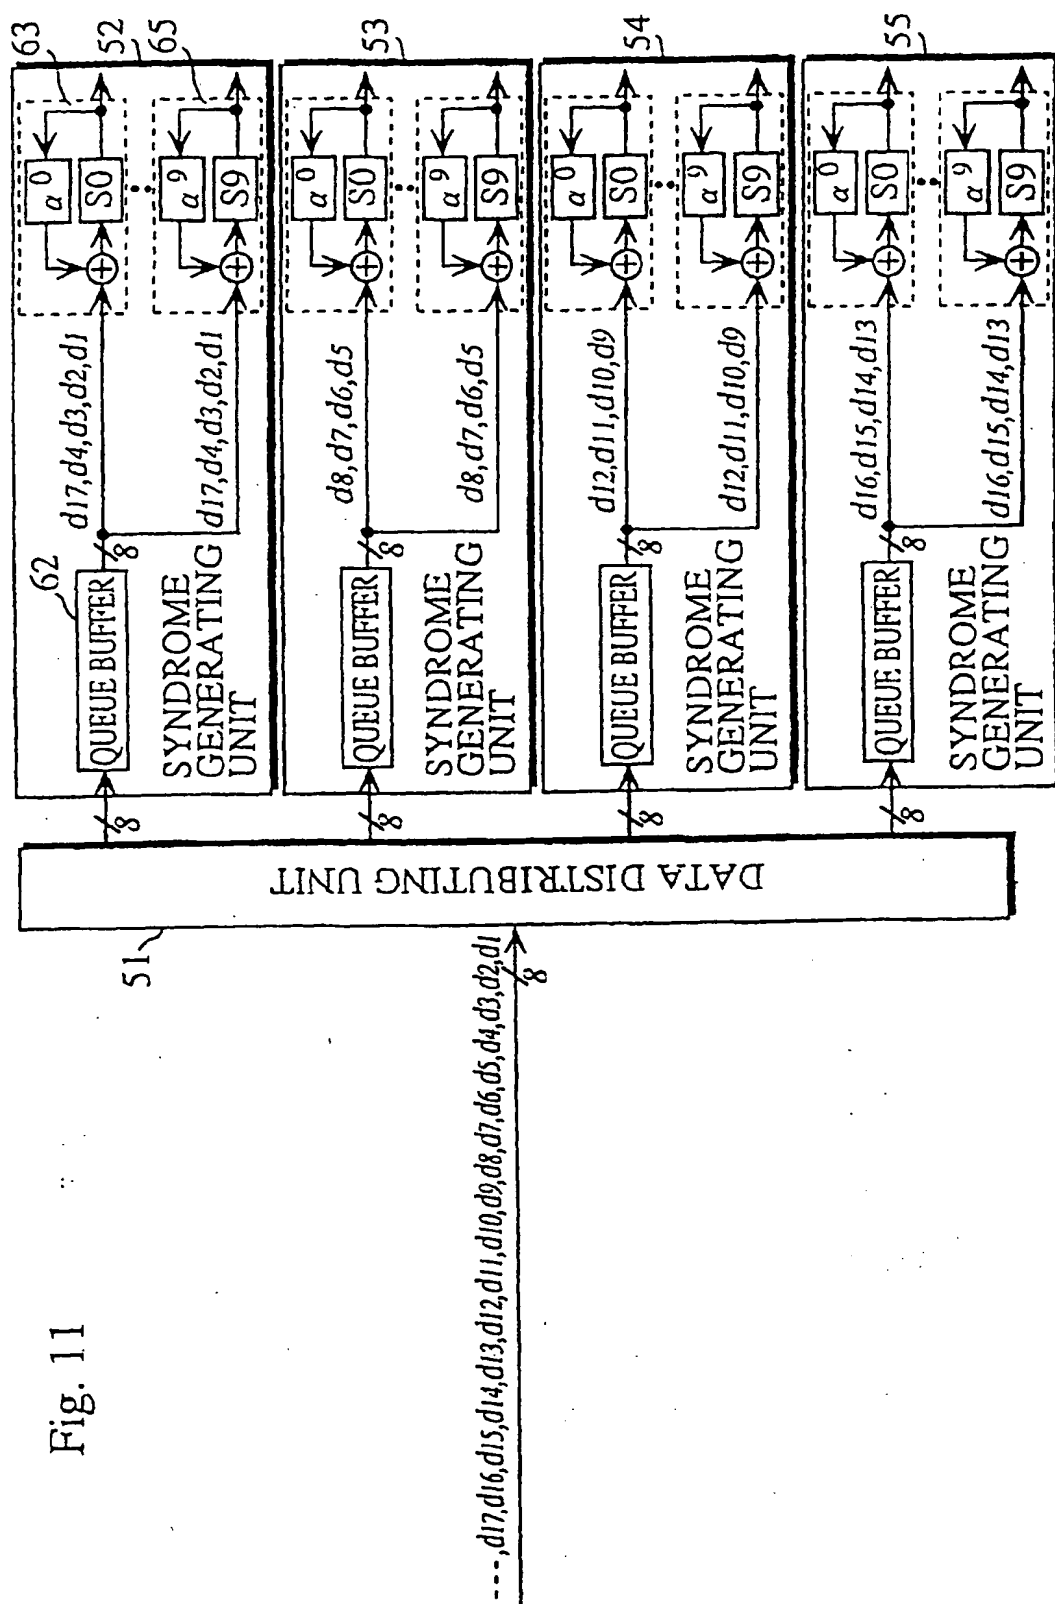 Fig. 11
----,d17,d16,d15,d14,d13,d12,d11,d10,d9,d8,d7,d6,d5,d4,d3,d2,d1
8
51
DATA DISTRIBUTING UNIT
8
QUEUE BUFFER
62
8
SYNDROME
GENERATING
UNIT
d17,d4,d3,d2,d1
d17,d4,d3,d2,d1
α0
S0
α9
S9
63
52
65
8
QUEUE BUFFER
8
SYNDROME
GENERATING
UNIT
d8,d7,d6,d5
d8,d7,d6,d5
α0
S0
α9
S9
53
8
QUEUE BUFFER
8
SYNDROME
GENERATING
UNIT
d12,d11,d10,d9
d12,d11,d10,d9
α0
S0
α9
S9
54
8
QUEUE BUFFER
8
SYNDROME
GENERATING
UNIT
d16,d15,d14,d13
d16,d15,d14,d13
α0
S0
α9
S9
55